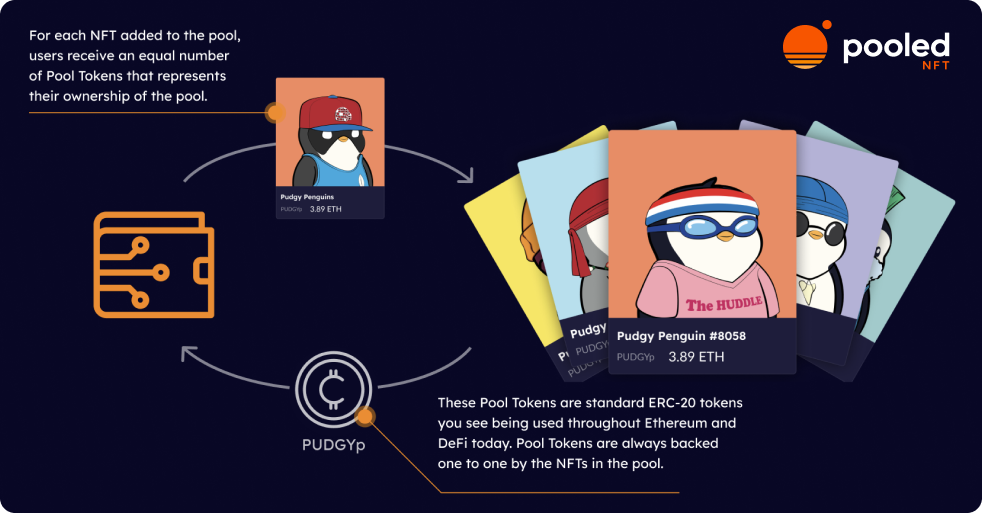 For each NFT added to the pool,
users receive an equal number
of Pool Tokens that represents
their ownership of the pool.
pooled
NFT
Pudgy Penguins
PUDGYp 3.89 ETH
The HUDDLE
Pudgy
PUDGYp
Pudgy Penguin #8058
PUDGYp 3.89 ETH
PUDGYp
These Pool Tokens are standard ERC-20 tokens
you see being used throughout Ethereum and
DeFi today. Pool Tokens are always backed
one to one by the NFTs in the pool.